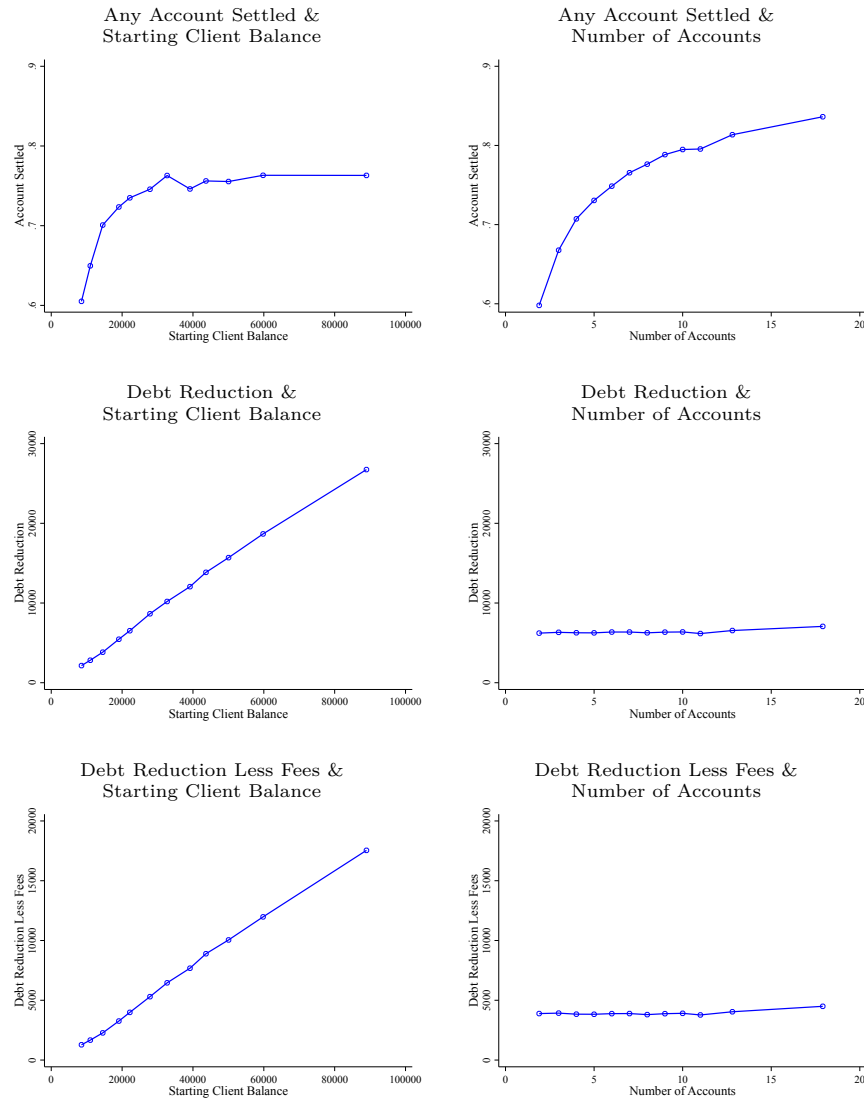 Any Account Settled &
Starting Client Balance
.9
.8
.7
.6
Account Settled
0
20000
40000
60000
80000
100000
Starting Client Balance
Any Account Settled &
Number of Accounts
.9
.8
.7
.6
Account Settled
0
5
10
15
20
Number of Accounts
Debt Reduction &
Starting Client Balance
30000
20000
10000
0
Debt Reduction
0
20000
40000
60000
80000
100000
Starting Client Balance
Debt Reduction &
Number of Accounts
30000
20000
10000
0
Debt Reduction
0
5
10
15
20
Number of Accounts
Debt Reduction Less Fees &
Starting Client Balance
20000
15000
10000
5000
0
Debt Reduction Less Fees
0
20000
40000
60000
80000
100000
Starting Client Balance
Debt Reduction Less Fees &
Number of Accounts
20000
15000
10000
5000
0
Debt Reduction Less Fees
0
5
10
15
20
Number of Accounts